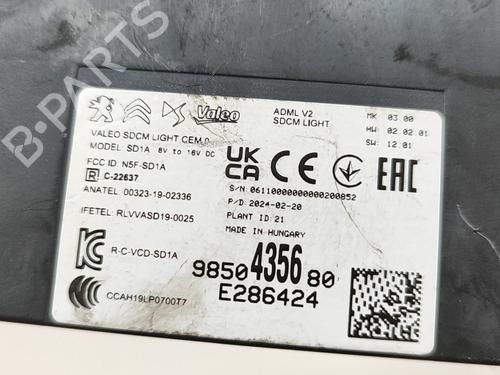 B-PARTS
Valeo
ADML V2
SDCM LIGHT
MK 03 00
HW: 02.02.01
SW: 12.01
VALEO SDCM LIGHT CEM 0
MODEL: SD1A 8V to 16V DC
FCC ID N5F-SD1A
R C-22637
ANATEL: 00323-19-02336
IFETEL: RLVVASD19-0025
R-C-VCD-SD1A
CCAH19LP0700T7
UK CA
CE
EAC
S/N: 06110000000000200852
P/D: 2024-02-20
PLANT ID: 21
MADE IN HUNGARY
9850 4356 80
E286424